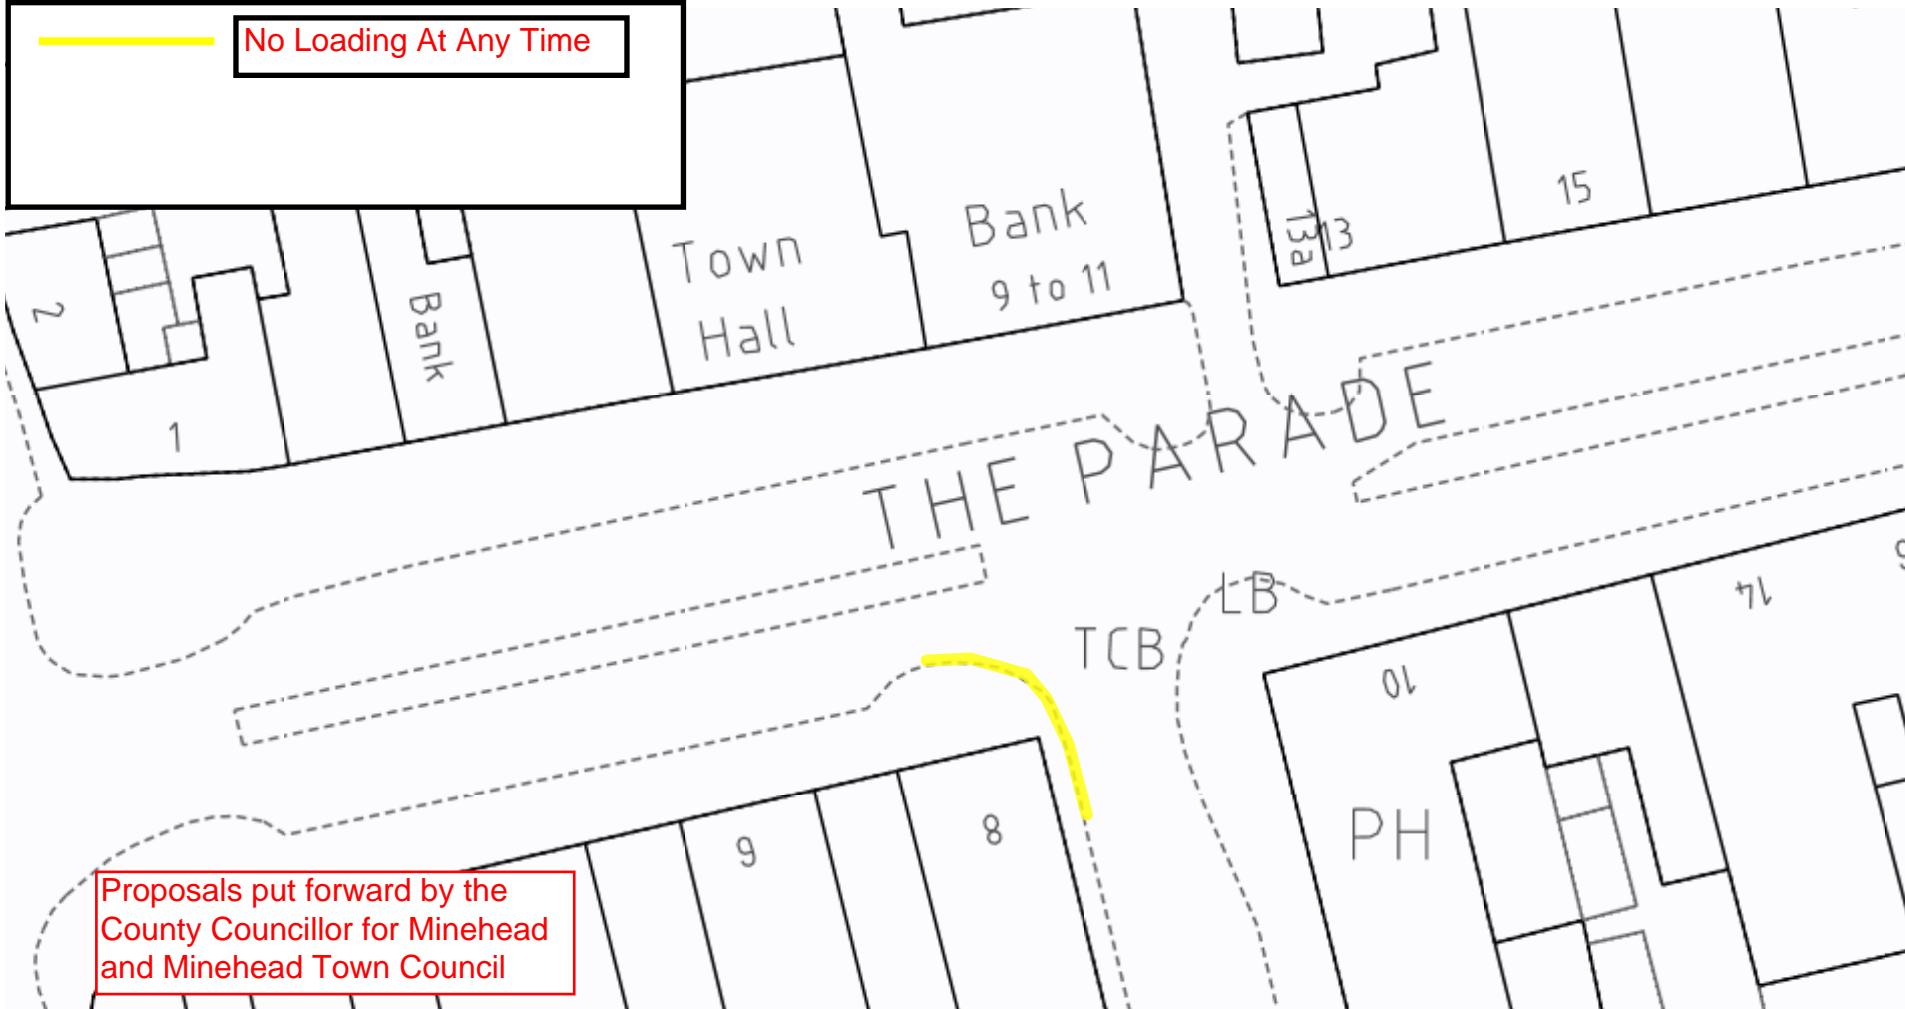 No Loading At Any Time
Town
Hall
Bank
9 to 11
13a
13
15
2
Bank
1
THE PARADE
LB
TCB
14
10
PH
8
9
Proposals put forward by the
County Councillor for Minehead
and Minehead Town Council